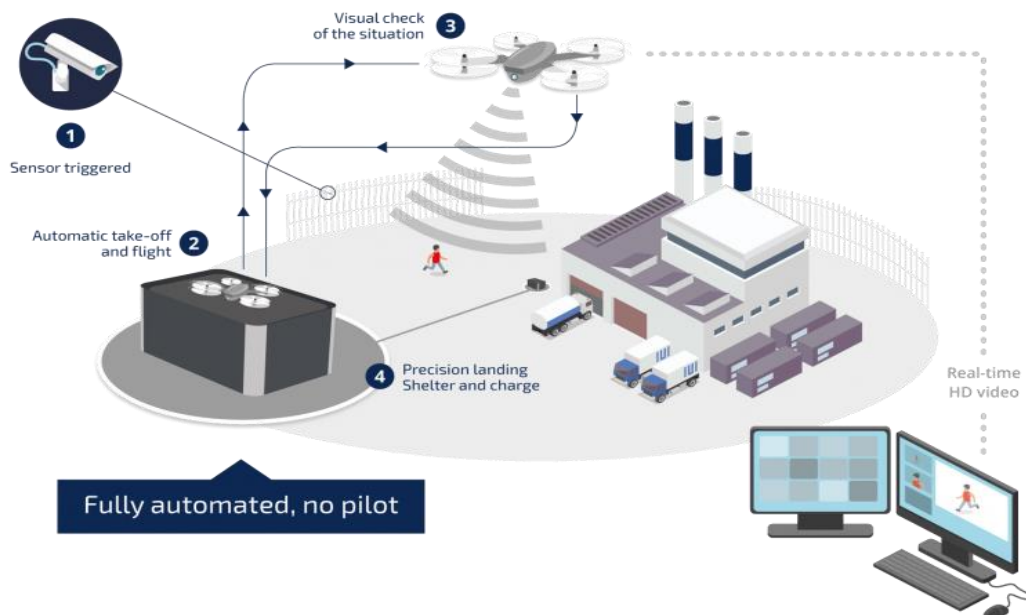 Visual check
of the situation
3
1
Sensor triggered
Automatic take-off
and flight
2
4
Precision landing
Shelter and charge
Real-time
HD video
Fully automated, no pilot